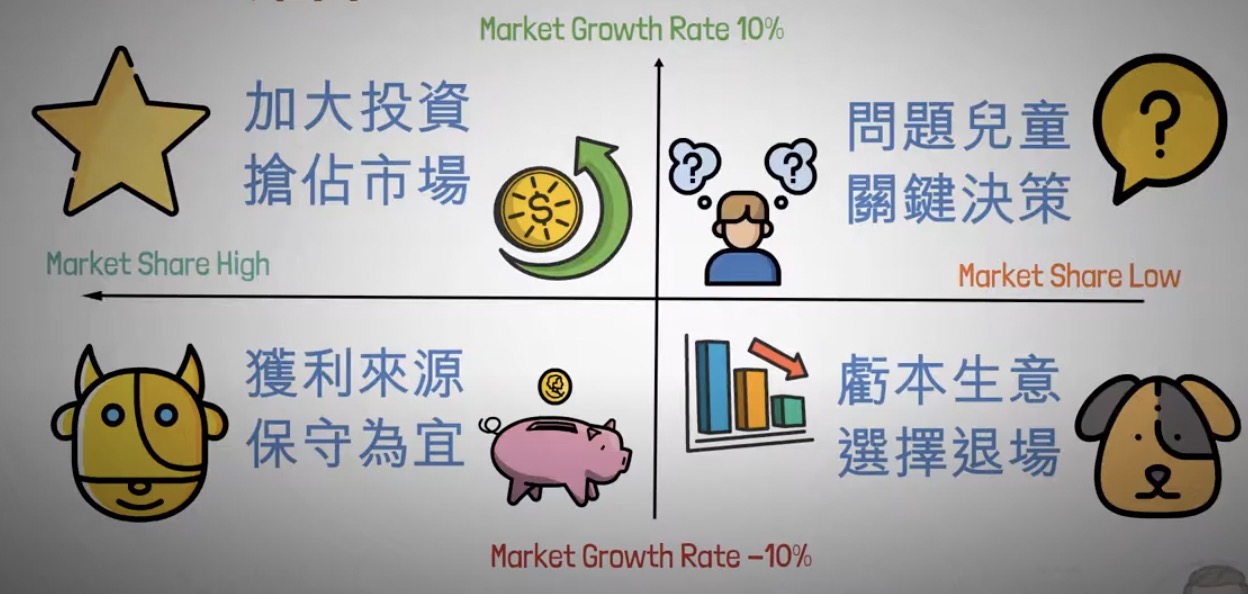 Market Growth Rate 10%
加大投資
搶佔市場
問題兒童
關鍵決策
?
?
?
$
Market Share High
Market Share Low
獲利來源
保守為宜
虧本生意
選擇退場
Market Growth Rate -10%